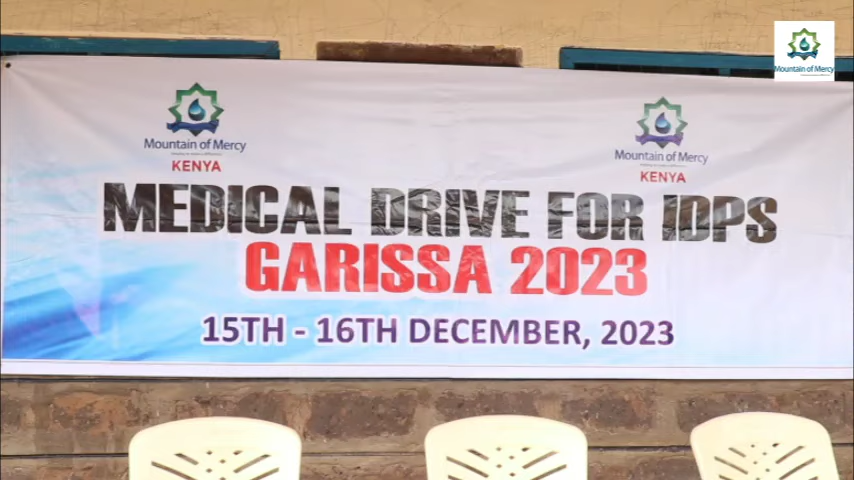 Mountain of Mercy
Mountain of Mercy
KENYA
Mountain of Mercy
KENYA
MEDICAL DRIVE FOR IDPS
GARISSA 2023
15TH - 16TH DECEMBER, 2023